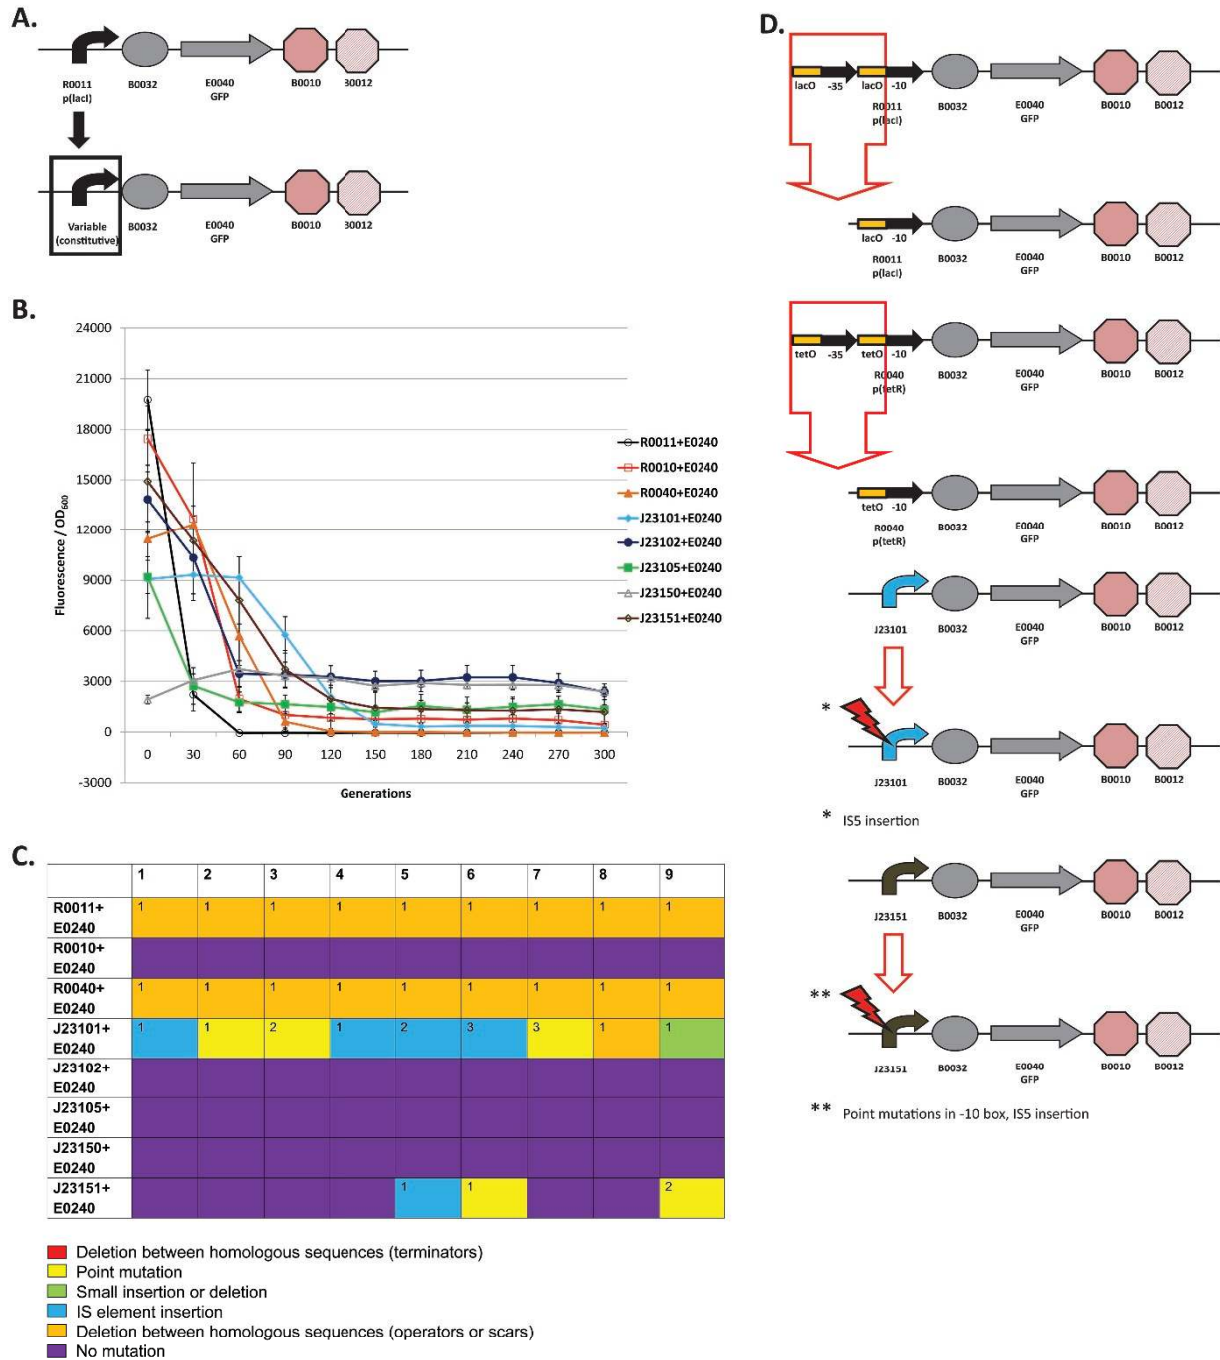 A.
R0011
p(lacI)
B0032
E0040
GFP
B0010
30012
Variable
(constitutive)
B0032
E0040
GFP
B0010
30012
B.
24000
21000
18000
15000
12000
9000
6000
3000
0
-3000
Fluorescence / OD600
0 30 60 90 120 150 180 210 240 270 300
Generations
R0011+E0240
R0010+E0240
R0040+E0240
J23101+E0240
J23102+E0240
J23105+E0240
J23150+E0240
J23151+E0240
C.
1 2 3 4 5 6 7 8 9
R0011+ 1 1 1 1 1 1 1 1 1
E0240
R0010+
E0240
R0040+ 1 1 1 1 1 1 1 1 1
E0240
J23101+ 1 1 2 1 2 3 3 1 1
E0240
J23102+
E0240
J23105+
E0240
J23150+
E0240
J23151+ 1 1 2
E0240
Deletion between homologous sequences (terminators)
Point mutation
Small insertion or deletion
IS element insertion
Deletion between homologous sequences (operators or scars)
No mutation
D.
lacO -35 lacO -10
R0011
p(lacI)
B0032
E0040
GFP
B0010
B0012
lacO -10
R0011
p(lacI)
B0032
E0040
GFP
B0010
B0012
tetO -35 tetO -10
R0040
p(tetR)
B0032
E0040
GFP
B0010
B0012
tetO -10
R0040
p(tetR)
B0032
E0040
GFP
B0010
B0012
J23101
B0032
E0040
GFP
B0010
B0012
*
J23101
B0032
E0040
GFP
B0010
B0012
* IS5 insertion
J23151
B0032
E0040
GFP
B0010
B0012
**
J23151
B0032
E0040
GFP
B0010
B0012
** Point mutations in -10 box, IS5 insertion